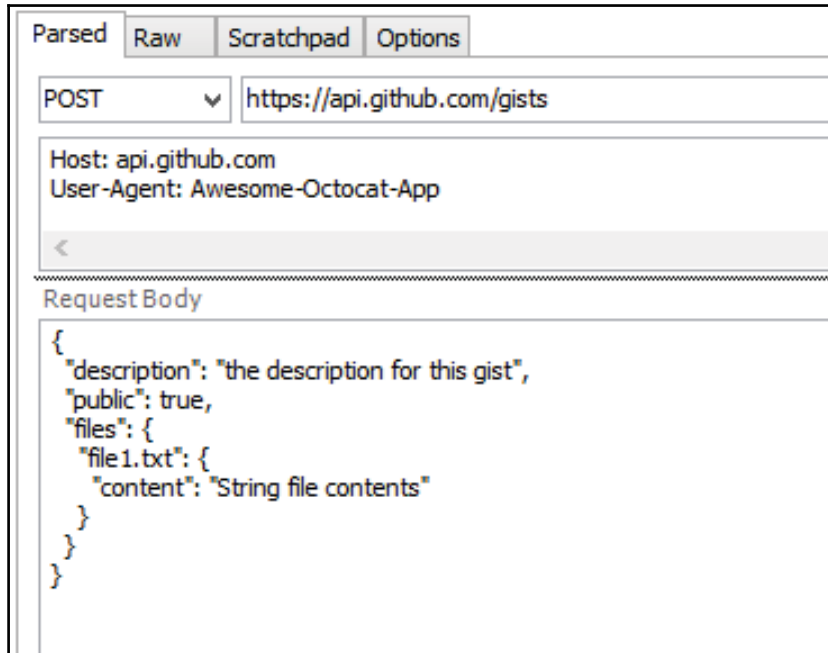 Parsed Raw Scratchpad Options
POST https://api.github.com/gists
Host: api.github.com
User-Agent: Awesome-Octocat-App
Request Body
{
"description": "the description for this gist",
"public": true,
"files": {
"file1.txt": {
"content": "String file contents"
}
}
}